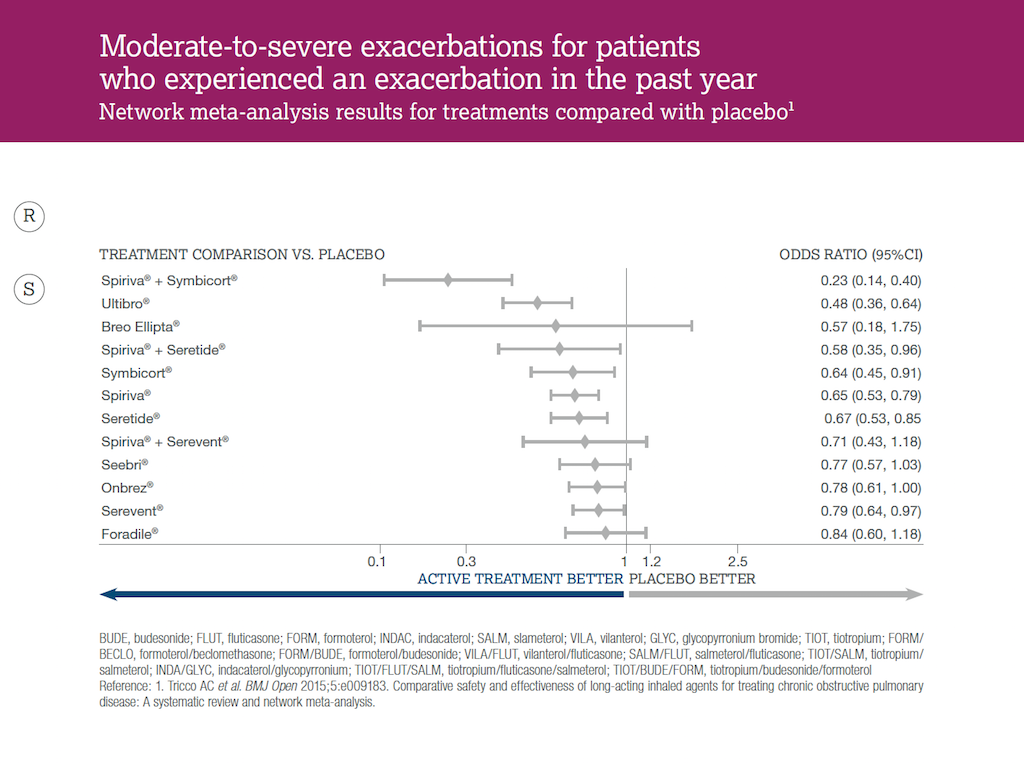 Moderate-to-severe exacerbations for patients
who experienced an exacerbation in the past year
Network meta-analysis results for treatments compared with placebo¹
R
TREATMENT COMPARISON VS. PLACEBO ODDS RATIO (95%CI)
Spiriva® + Symbicort® 0.23 (0.14, 0.40)
S
Ultibro® 0.48 (0.36, 0.64)
Breo Ellipta® 0.57 (0.18, 1.75)
Spiriva® + Seretide® 0.58 (0.35, 0.96)
Symbicort® 0.64 (0.45, 0.91)
Spiriva® 0.65 (0.53, 0.79)
Seretide® 0.67 (0.53, 0.85
Spiriva® + Serevent® 0.71 (0.43, 1.18)
Seebri® 0.77 (0.57, 1.03)
Onbrez® 0.78 (0.61, 1.00)
Serevent® 0.79 (0.64, 0.97)
Foradile® 0.84 (0.60, 1.18)
0.1 0.3 1 1.2 2.5
ACTIVE TREATMENT BETTER PLACEBO BETTER
BUDE, budesonide; FLUT, fluticasone; FORM, formoterol; INDAC, indacaterol; SALM, slameterol; VILA, vilanterol; GLYC, glycopyrronium bromide; TIOT, tiotropium; FORM/
BECLO, formoterol/beclomethasone; FORM/BUDE, formoterol/budesonide; VILA/FLUT, vilanterol/fluticasone; SALM/FLUT, salmeterol/fluticasone; TIOT/SALM, tiotropium/
salmeterol; INDA/GLYC, indacaterol/glycopyrronium; TIOT/FLUT/SALM, tiotropium/fluticasone/salmeterol; TIOT/BUDE/FORM, tiotropium/budesonide/formoterol
Reference: 1. Tricco AC et al. BMJ Open 2015;5:e009183. Comparative safety and effectiveness of long-acting inhaled agents for treating chronic obstructive pulmonary
disease: A systematic review and network meta-analysis.